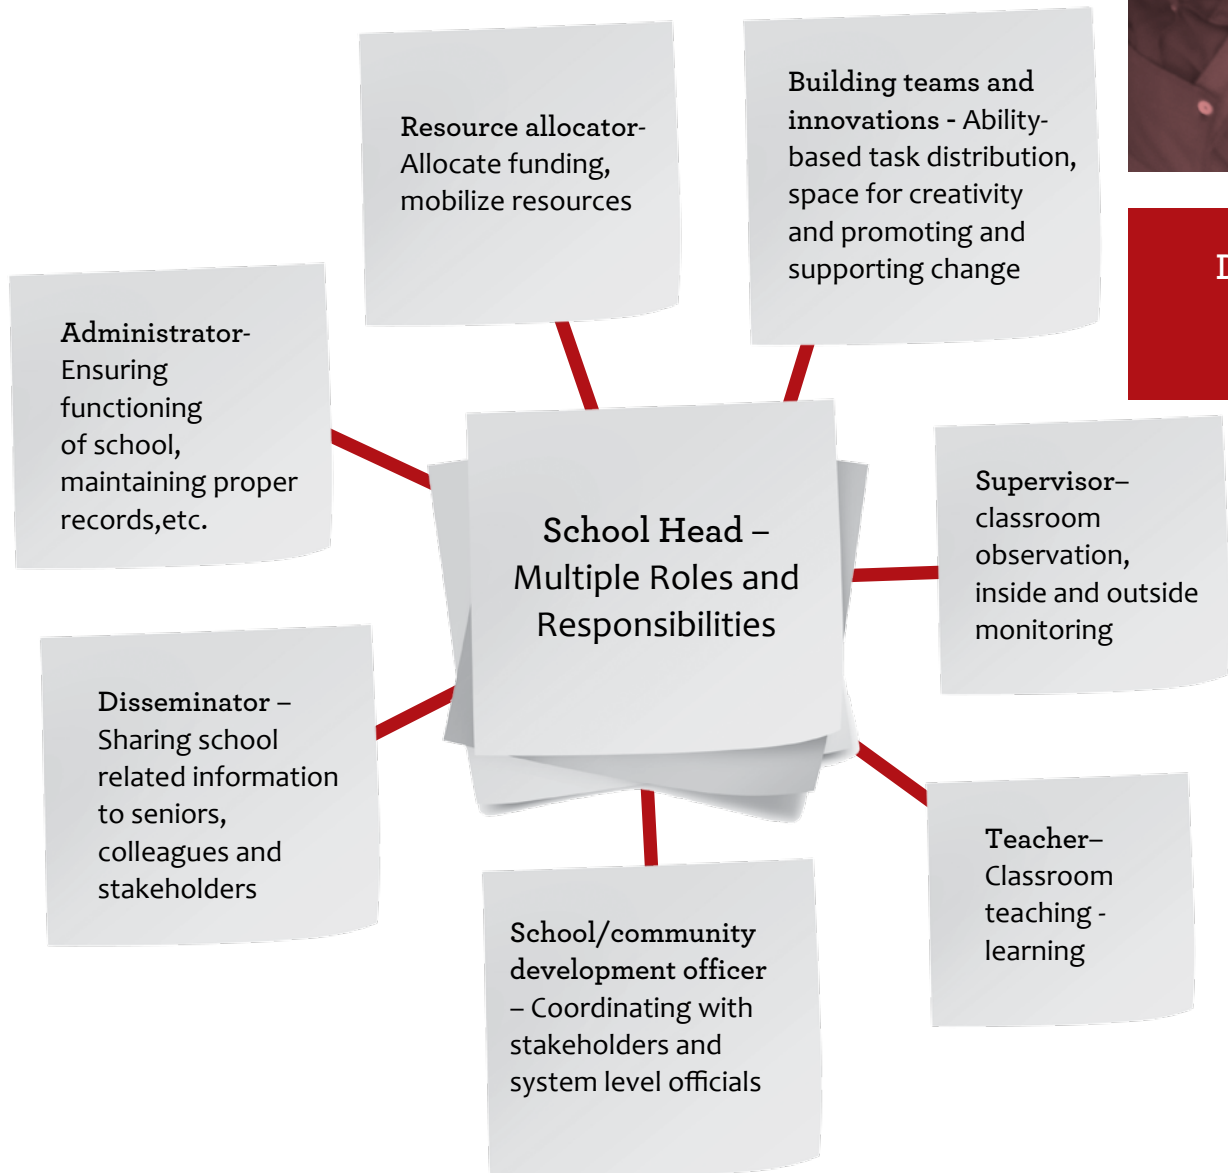 Resource allocator-
Allocate funding,
mobilize resources
Building teams and
innovations - Ability-
based task distribution,
space for creativity
and promoting and
supporting change
Administrator-
Ensuring
functioning
of school,
maintaining proper
records,etc.
School Head –
Multiple Roles and
Responsibilities
Supervisor–
classroom
observation,
inside and outside
monitoring
Disseminator –
Sharing school
related information
to seniors,
colleagues and
stakeholders
Teacher–
Classroom
teaching -
learning
School/community
development officer
– Coordinating with
stakeholders and
system level officials